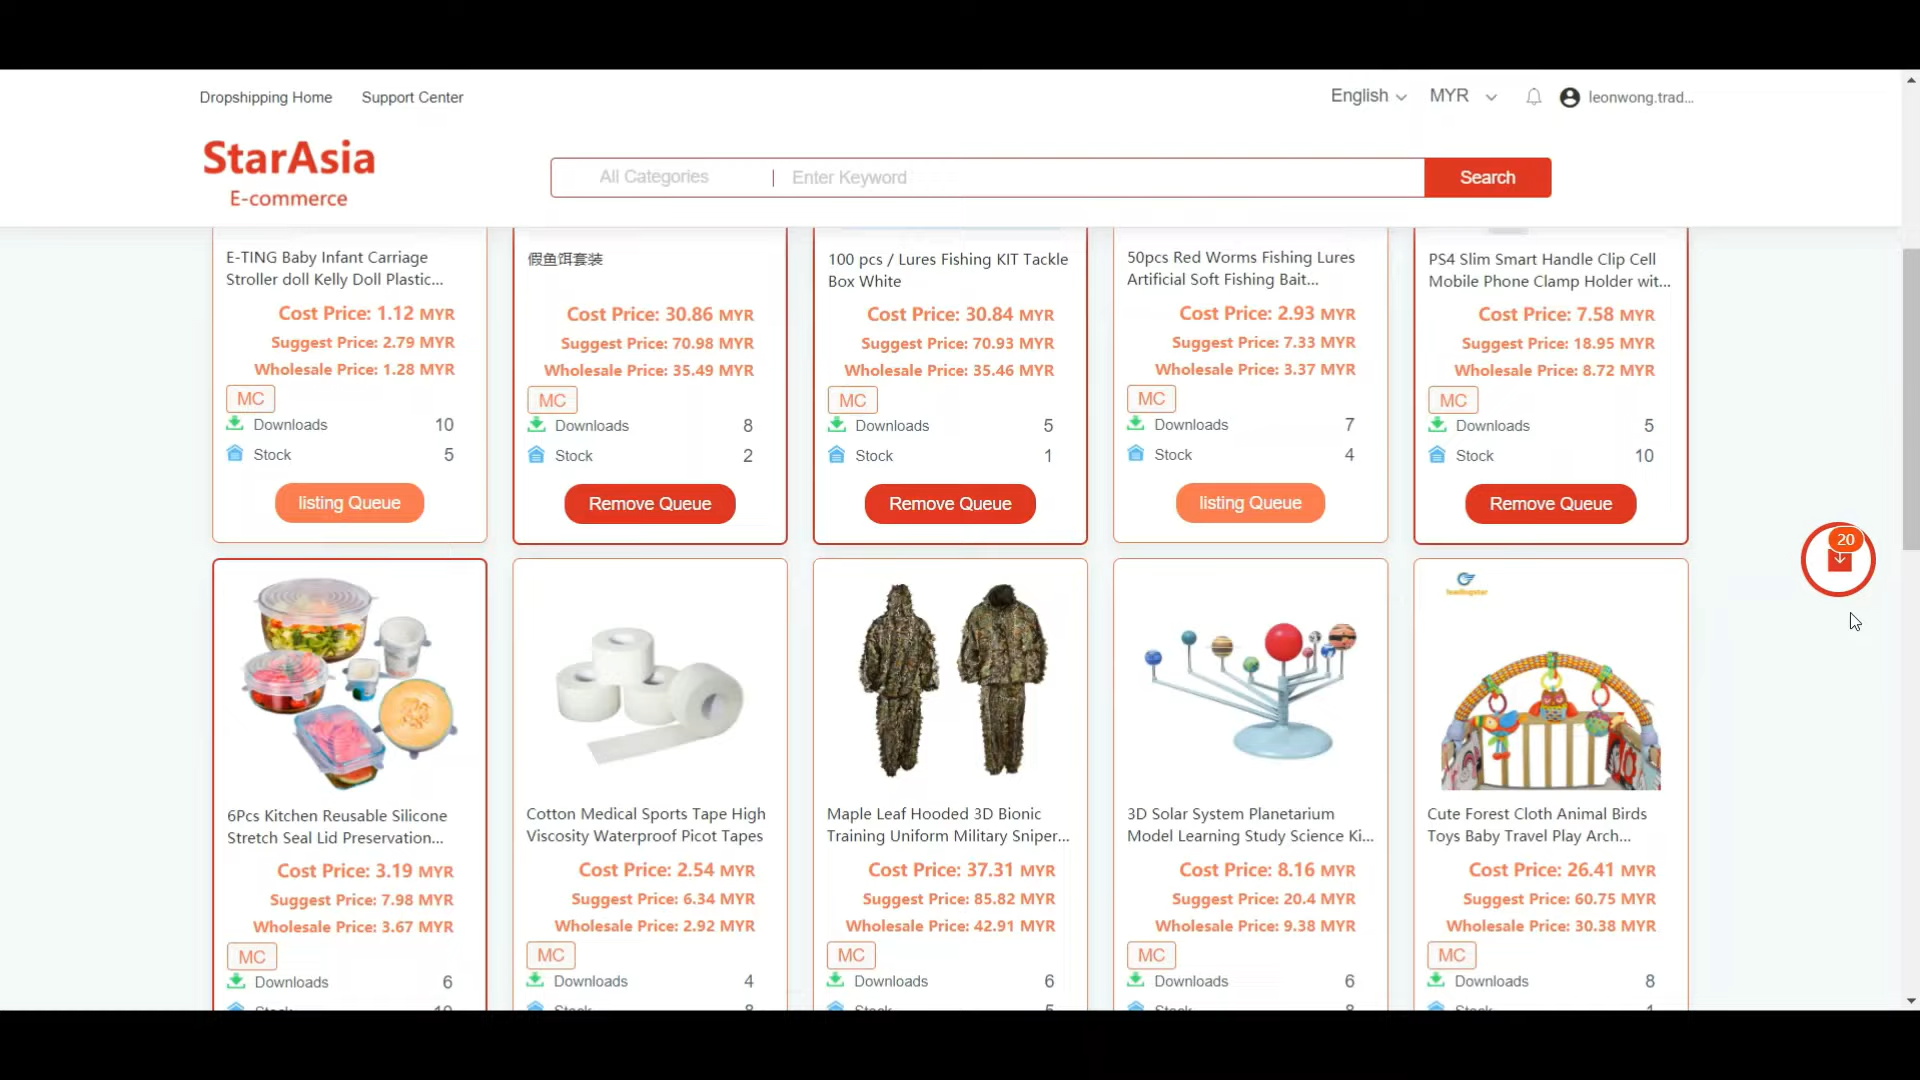 Dropshipping Home
Support Center
English
MYR
leonwong.trad...
StarAsia
E-commerce
All Categories
Enter Keyword
Search
E-TING Baby Infant Carriage
Stroller doll Kelly Doll Plastic...
Cost Price: 1.12 MYR
Suggest Price: 2.79 MYR
Wholesale Price: 1.28 MYR
MC
Downloads 10
Stock 5
listing Queue
假鱼饵套装
Cost Price: 30.86 MYR
Suggest Price: 70.98 MYR
Wholesale Price: 35.49 MYR
MC
Downloads 8
Stock 2
Remove Queue
100 pcs / Lures Fishing KIT Tackle
Box White
Cost Price: 30.84 MYR
Suggest Price: 70.93 MYR
Wholesale Price: 35.46 MYR
MC
Downloads 5
Stock 1
Remove Queue
50pcs Red Worms Fishing Lures
Artificial Soft Fishing Bait...
Cost Price: 2.93 MYR
Suggest Price: 7.33 MYR
Wholesale Price: 3.37 MYR
MC
Downloads 7
Stock 4
listing Queue
PS4 Slim Smart Handle Clip Cell
Mobile Phone Clamp Holder wit...
Cost Price: 7.58 MYR
Suggest Price: 18.95 MYR
Wholesale Price: 8.72 MYR
MC
Downloads 5
Stock 10
Remove Queue
20
6Pcs Kitchen Reusable Silicone
Stretch Seal Lid Preservation...
Cost Price: 3.19 MYR
Suggest Price: 7.98 MYR
Wholesale Price: 3.67 MYR
MC
Downloads 6
Stock 10
Cotton Medical Sports Tape High
Viscosity Waterproof Picot Tapes
Cost Price: 2.54 MYR
Suggest Price: 6.34 MYR
Wholesale Price: 2.92 MYR
MC
Downloads 4
Stock 8
Maple Leaf Hooded 3D Bionic
Training Uniform Military Sniper...
Cost Price: 37.31 MYR
Suggest Price: 85.82 MYR
Wholesale Price: 42.91 MYR
MC
Downloads 6
Stock 5
3D Solar System Planetarium
Model Learning Study Science Ki...
Cost Price: 8.16 MYR
Suggest Price: 20.4 MYR
Wholesale Price: 9.38 MYR
MC
Downloads 6
Stock 8
leadingstar
Cute Forest Cloth Animal Birds
Toys Baby Travel Play Arch...
Cost Price: 26.41 MYR
Suggest Price: 60.75 MYR
Wholesale Price: 30.38 MYR
MC
Downloads 8
Stock 1